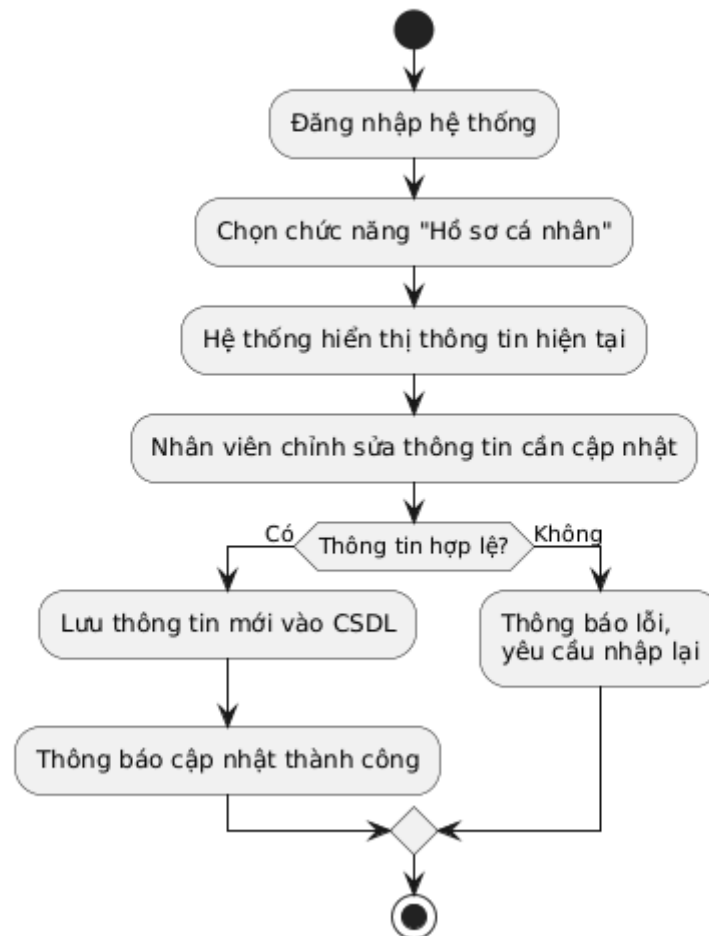 Đăng nhập hệ thống
Chọn chức năng "Hồ sơ cá nhân"
Hệ thống hiển thị thông tin hiện tại
Nhân viên chỉnh sửa thông tin cần cập nhật
Thông tin hợp lệ?
Có
Không
Lưu thông tin mới vào CSDL
Thông báo cập nhật thành công
Thông báo lỗi,
yêu cầu nhập lại